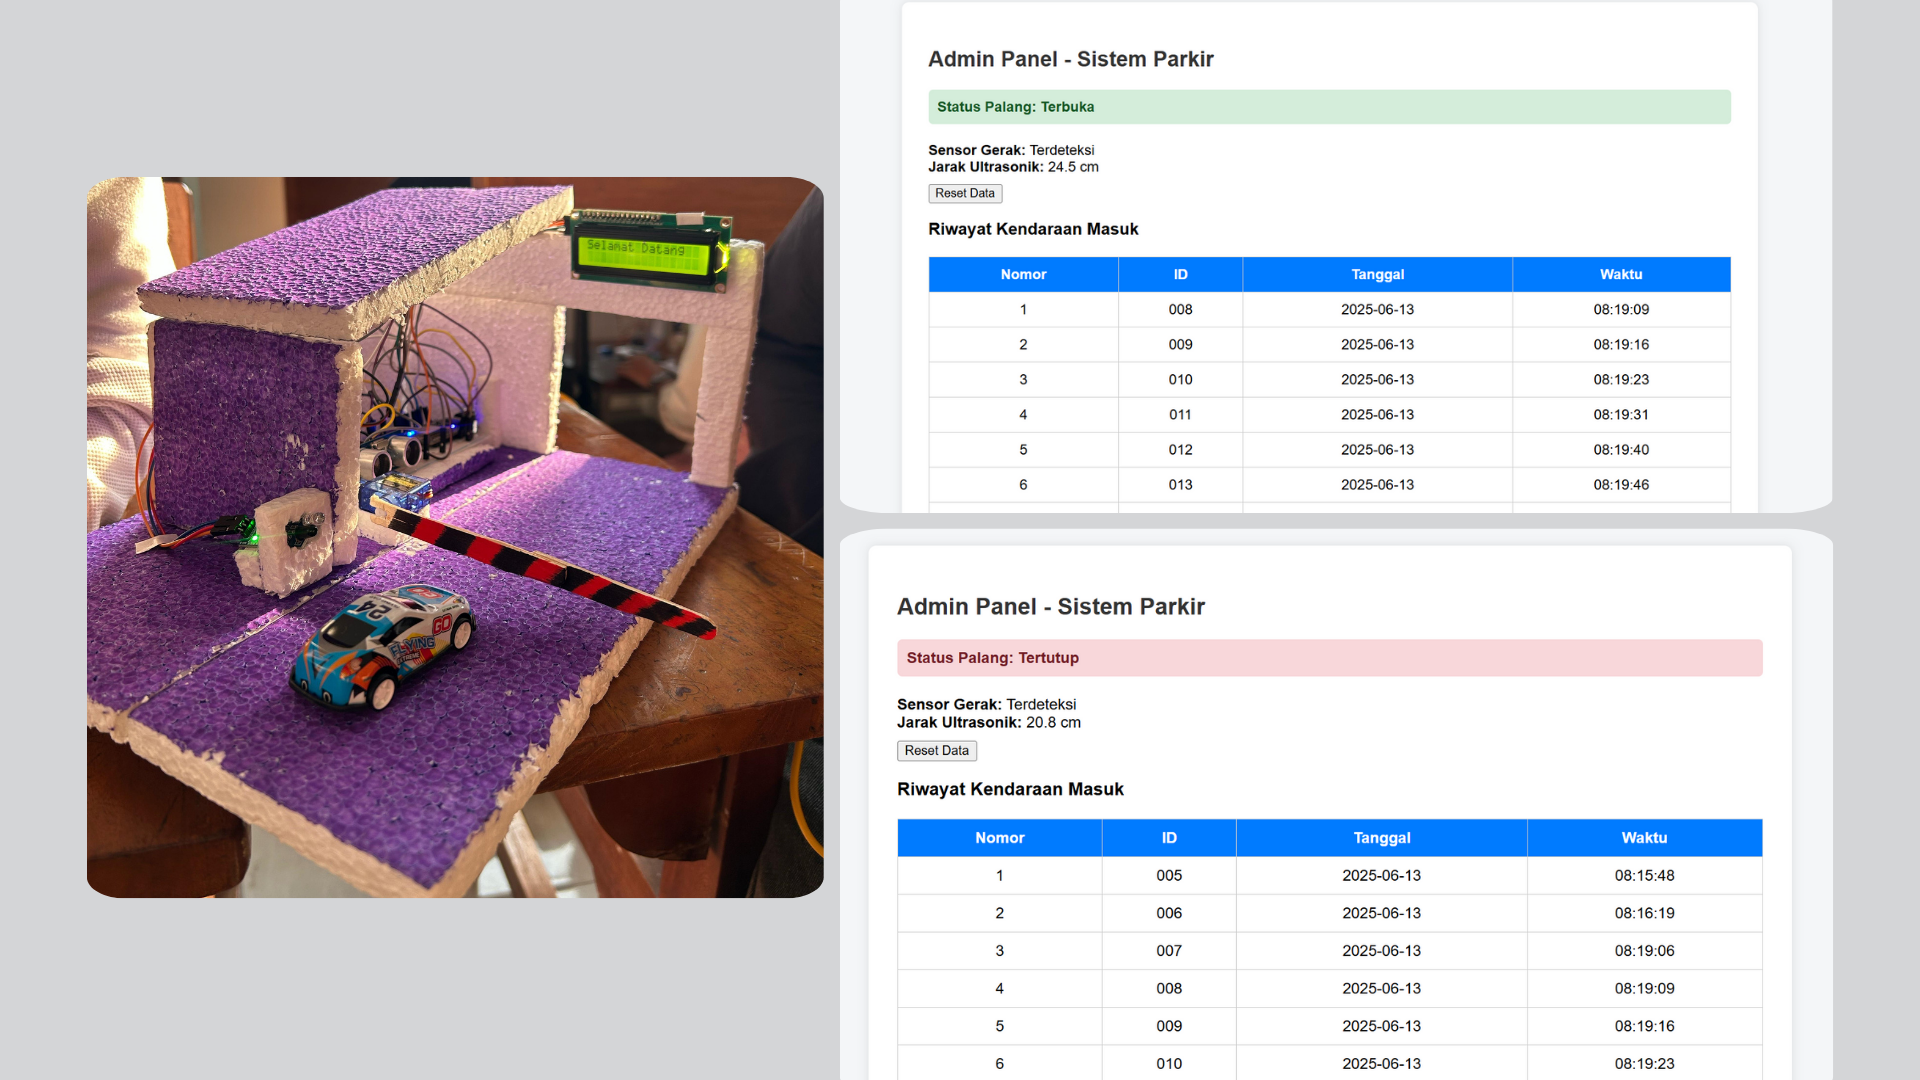 Selamat Datang
24
GO
FLYING
Admin Panel - Sistem Parkir
Status Palang: Terbuka
Sensor Gerak: Terdeteksi
Jarak Ultrasonik: 24.5 cm
Reset Data
Riwayat Kendaraan Masuk
Nomor ID Tanggal Waktu
1 008 2025-06-13 08:19:09
2 009 2025-06-13 08:19:16
3 010 2025-06-13 08:19:23
4 011 2025-06-13 08:19:31
5 012 2025-06-13 08:19:40
6 013 2025-06-13 08:19:46
Admin Panel - Sistem Parkir
Status Palang: Tertutup
Sensor Gerak: Terdeteksi
Jarak Ultrasonik: 20.8 cm
Reset Data
Riwayat Kendaraan Masuk
Nomor ID Tanggal Waktu
1 005 2025-06-13 08:15:48
2 006 2025-06-13 08:16:19
3 007 2025-06-13 08:19:06
4 008 2025-06-13 08:19:09
5 009 2025-06-13 08:19:16
6 010 2025-06-13 08:19:23